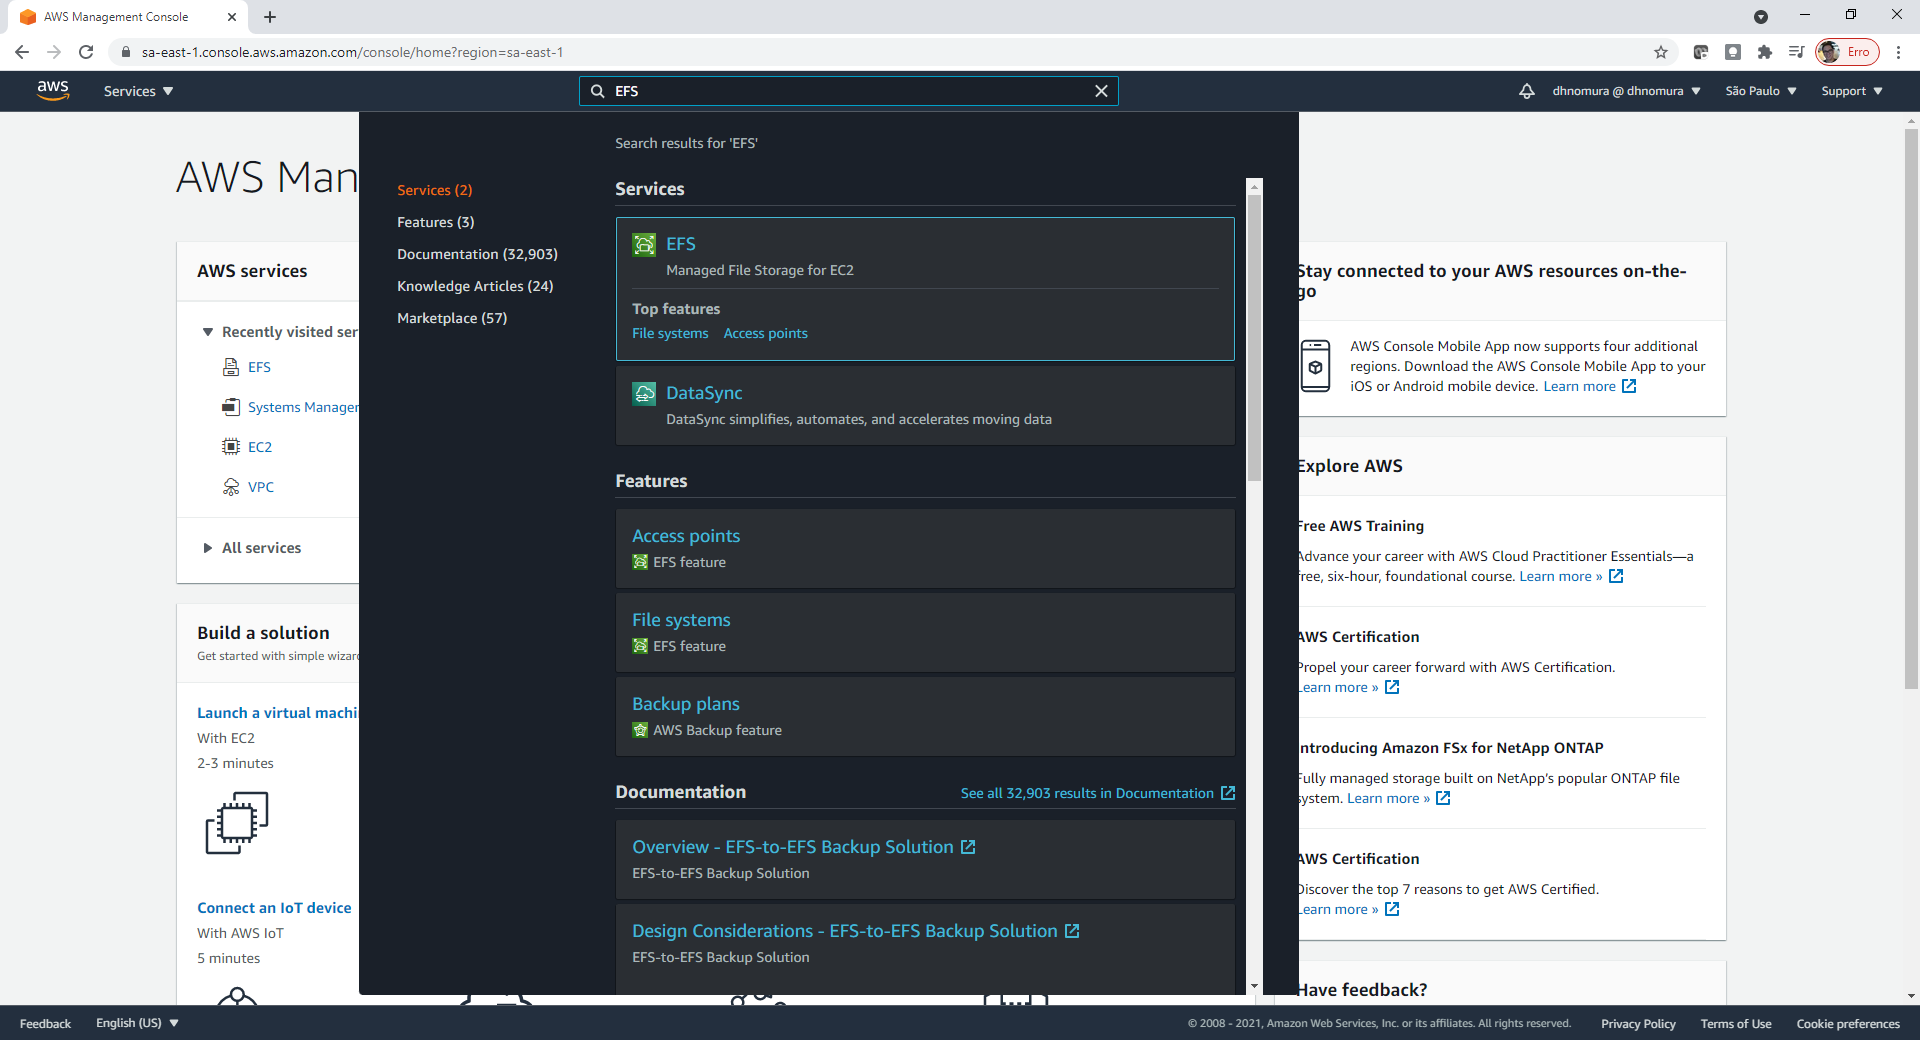 AWS Management Console
sa-east-1.console.aws.amazon.com/console/home?region=sa-east-1
Erro
aws
Services
EFS
dhnomura @ dhnomura
São Paulo
Support
Search results for 'EFS'
AWS Man
Services (2)
Features (3)
Documentation (32,903)
Knowledge Articles (24)
Marketplace (57)
Services
EFS
Managed File Storage for EC2
Top features
File systems Access points
DataSync
DataSync simplifies, automates, and accelerates moving data
Features
Access points
EFS feature
File systems
EFS feature
Backup plans
AWS Backup feature
Documentation
See all 32,903 results in Documentation
Overview - EFS-to-EFS Backup Solution
EFS-to-EFS Backup Solution
Design Considerations - EFS-to-EFS Backup Solution
EFS-to-EFS Backup Solution
AWS services
Recently visited ser
EFS
Systems Manager
EC2
VPC
All services
Build a solution
Get started with simple wizard
Launch a virtual machi
With EC2
2-3 minutes
Connect an IoT device
With AWS IoT
5 minutes
Stay connected to your AWS resources on-the-
go
AWS Console Mobile App now supports four additional
regions. Download the AWS Console Mobile App to your
iOS or Android mobile device. Learn more
Explore AWS
Free AWS Training
Advance your career with AWS Cloud Practitioner Essentials—a
free, six-hour, foundational course. Learn more »
AWS Certification
Propel your career forward with AWS Certification.
Learn more »
Introducing Amazon FSx for NetApp ONTAP
Fully managed storage built on NetApp's popular ONTAP file
system. Learn more »
AWS Certification
Discover the top 7 reasons to get AWS Certified.
Learn more »
Have feedback?
Feedback
English (US)
© 2008 - 2021, Amazon Web Services, Inc. or its affiliates. All rights reserved.
Privacy Policy
Terms of Use
Cookie preferences